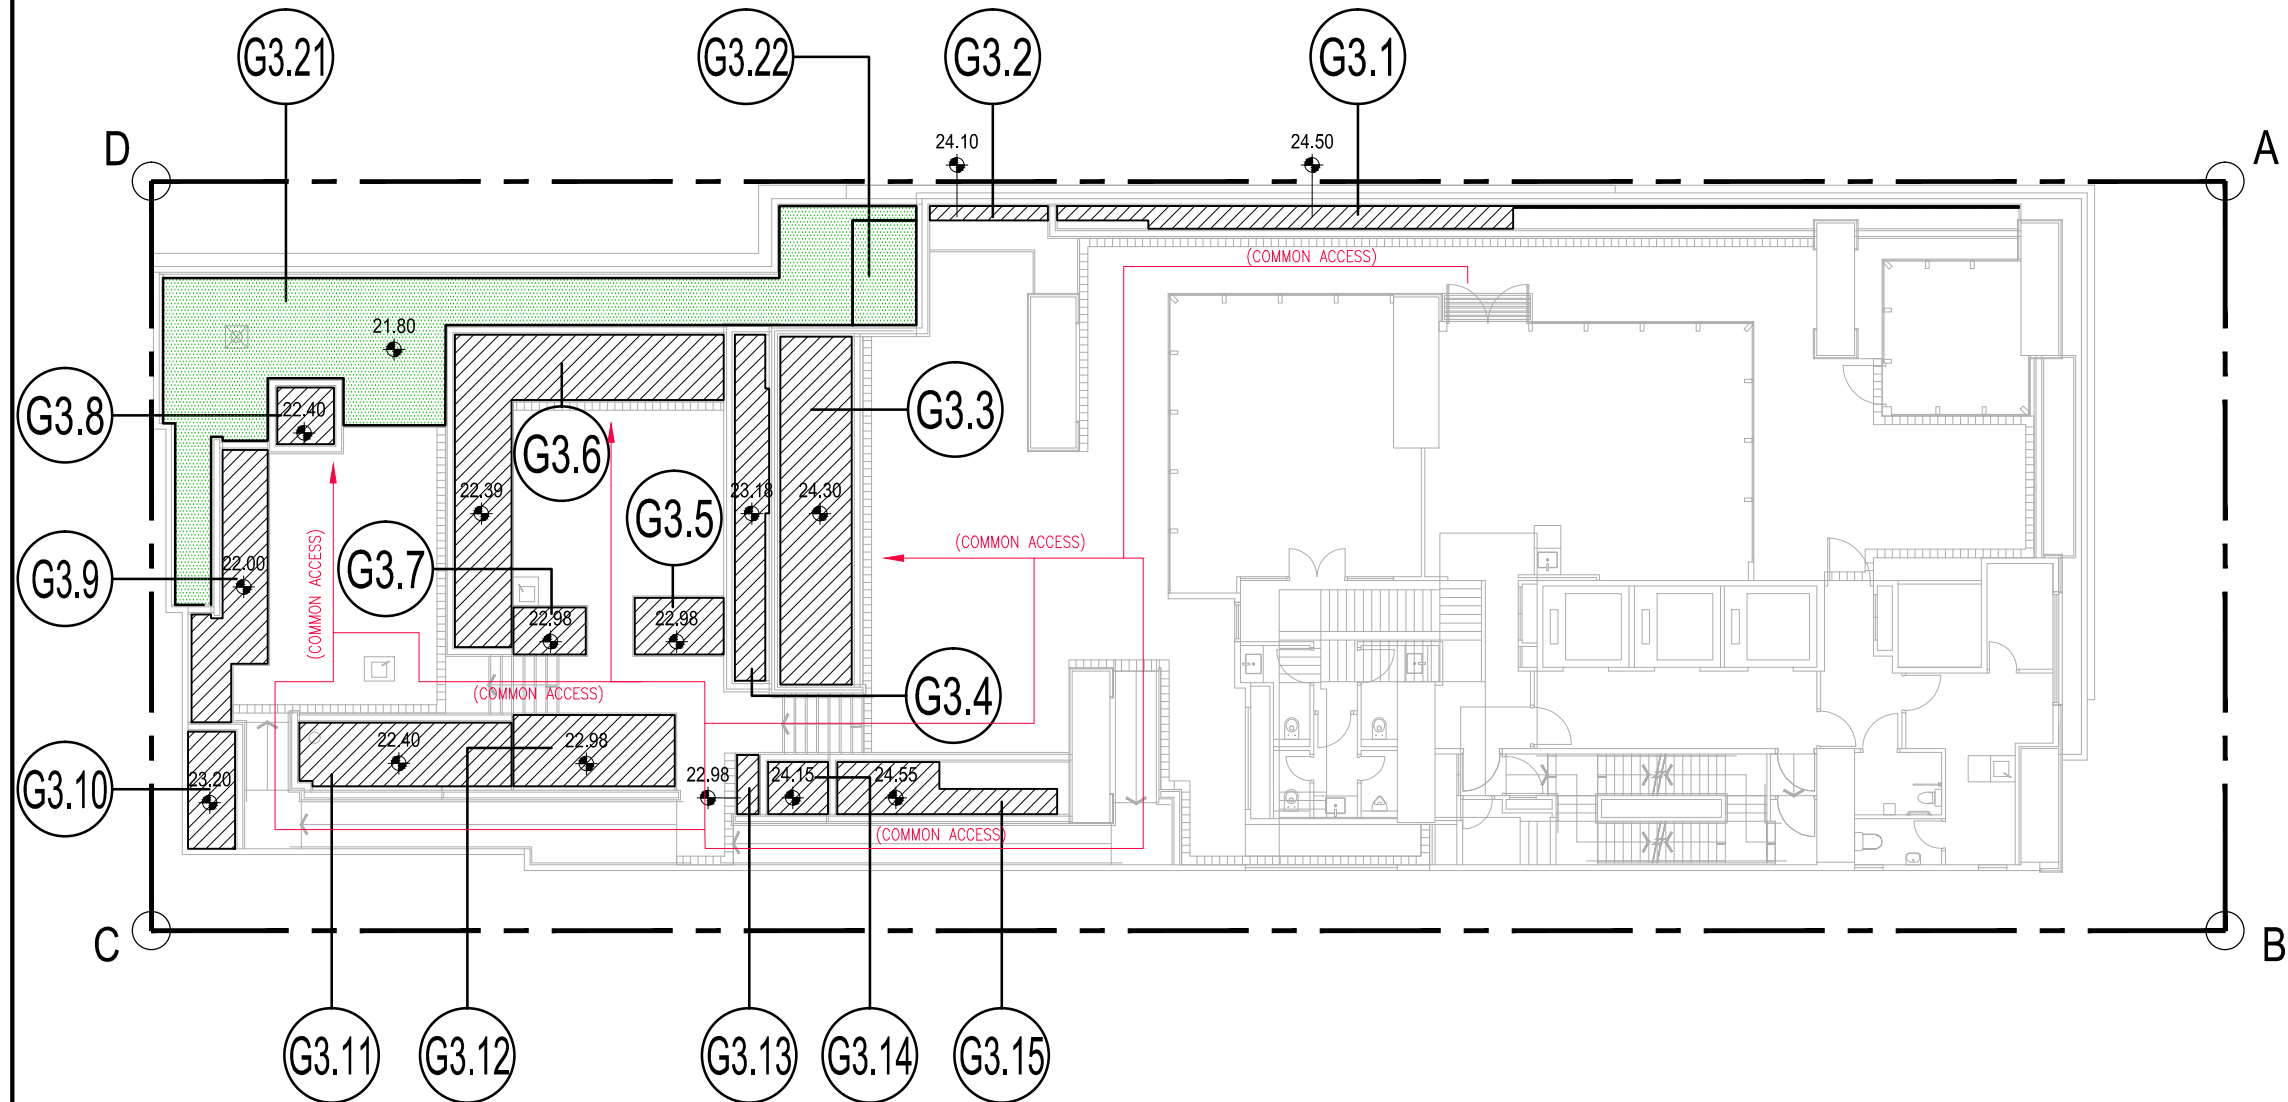 G3.21
G3.22
G3.2
G3.1
D
24.10
24.50
A
(COMMON ACCESS)
21.80
G3.8
22.40
G3.3
G3.6
22.39
G3.5
23.18
24.30
(COMMON ACCESS)
(COMMON ACCESS)
G3.9
22.00
G3.7
22.98
22.98
(COMMON ACCESS)
G3.4
22.40
22.98
G3.10
23.20
22.98
24.15
24.55
(COMMON ACCESS)
C
B
G3.11
G3.12
G3.13
G3.14
G3.15